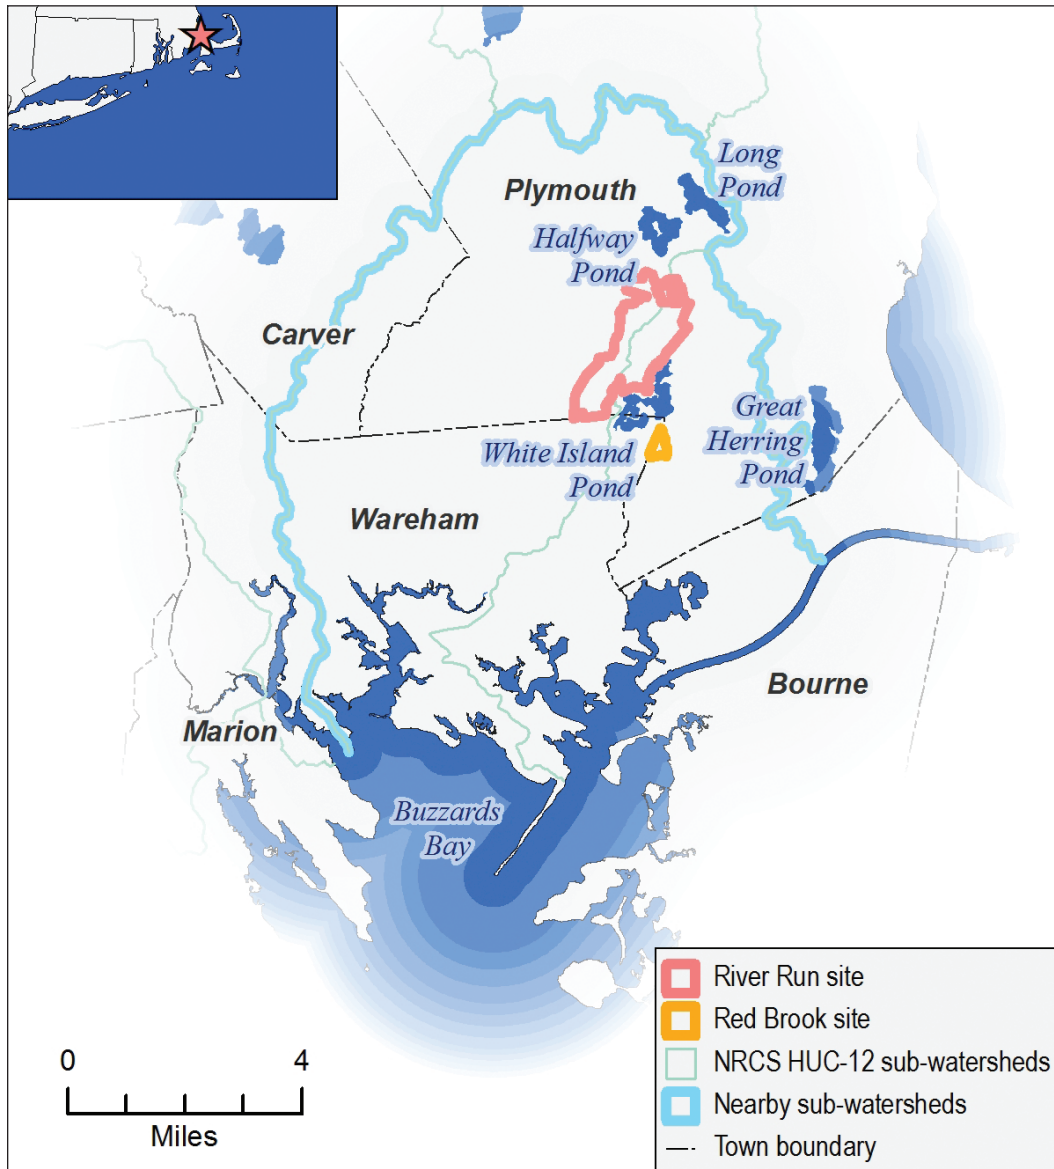 Long
Pond
Plymouth
Halfway
Pond
Carver
Great
Herring
Pond
White Island
Pond
Wareham
Bourne
Marion
Buzzards
Bay
0 4
Miles
River Run site
Red Brook site
NRCS HUC-12 sub-watersheds
Nearby sub-watersheds
Town boundary